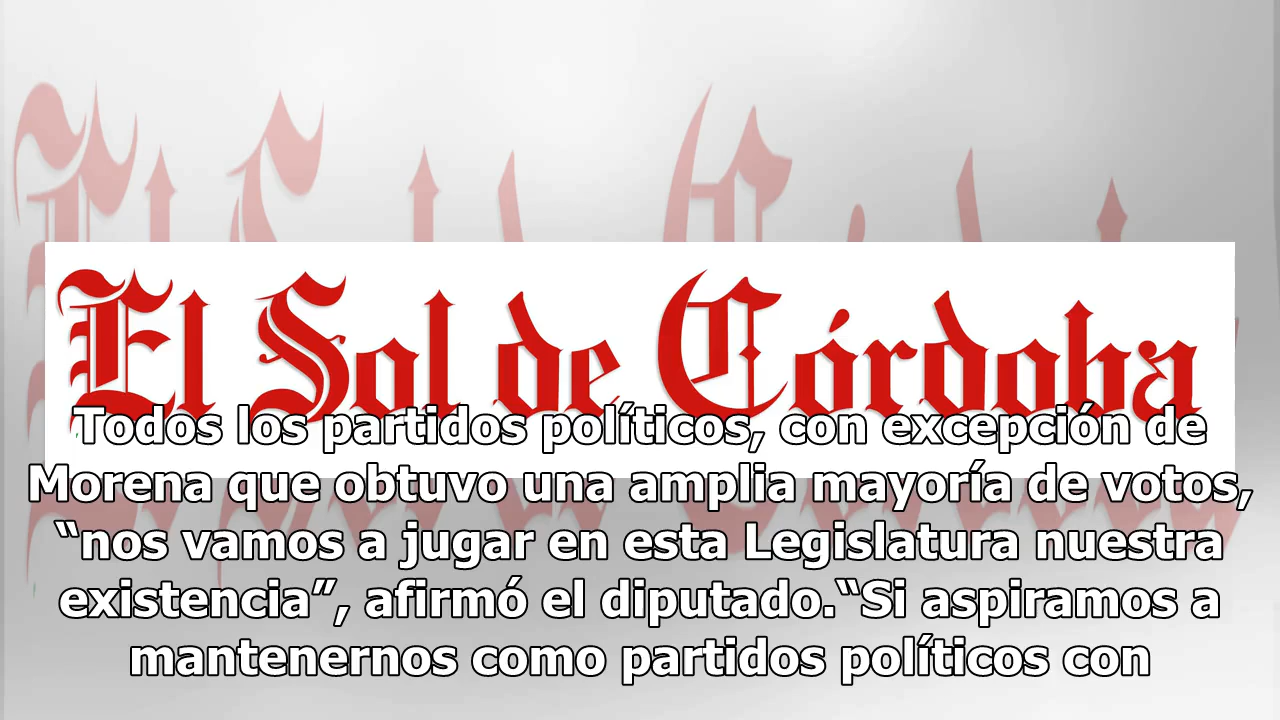 El Sol de Córdoba
Todos los partidos políticos, con excepción de
Morena que obtuvo una amplia mayoría de votos,
“nos vamos a jugar en esta Legislatura nuestra
existencia”, afirmó el diputado.“Si aspiramos a
mantenernos como partidos políticos con